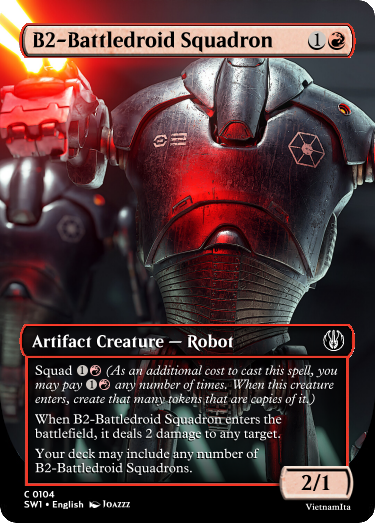 B2-Battledroid Squadron 1
Artifact Creature — Robot
Squad 1 (As an additional cost to cast this spell, you
may pay 1 any number of times. When this creature
enters, create that many tokens that are copies of it.)
When B2-Battledroid Squadron enters the
battlefield, it deals 2 damage to any target.
Your deck may include any number of
B2-Battledroid Squadrons.
2/1
C 0104
SW1 • English Joazzz
VietnamIta